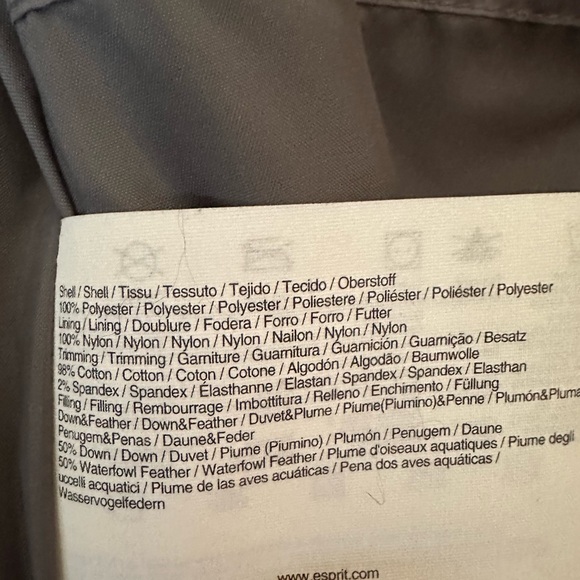 Shell / Shell / Tissu / Tessuto / Tejido / Tecido / Oberstoff
100% Polyester / Polyester / Polyester / Poliestere / Poliéster / Poliéster / Polyester
Lining / Lining / Doublure / Fodera / Forro / Forro / Futter
100% Nylon / Nylon / Nylon / Nylon / Nailon / Nylon / Nylon
Trimming / Trimming / Garniture / Guarnitura / Guarnición / Guarnição / Besatz
98% Cotton / Cotton / Coton / Cotone / Algodón / Algodão / Baumwolle
2% Spandex / Spandex / Élasthanne / Elastan / Spandex / Spandex / Elasthan
Filling / Filling / Rembourrage / Imbottitura / Relleno / Enchimento / Füllung
Down&Feather / Down&Feather / Duvet&Plume / Piume(Piumino)&Penne / Plumón&Pluma
Penugem&Penas / Daune&Feder
50% Down / Down / Duvet / Piume (Piumino) / Plumón / Penugem / Daune
50% Waterfowl Feather / Waterfowl Feather / Plume d'oiseaux aquatiques / Piume degli
uccelli acquatici / Plume de las aves acuáticas / Pena dos aves aquáticas /
Wasservogelfedern
www.esprit.com